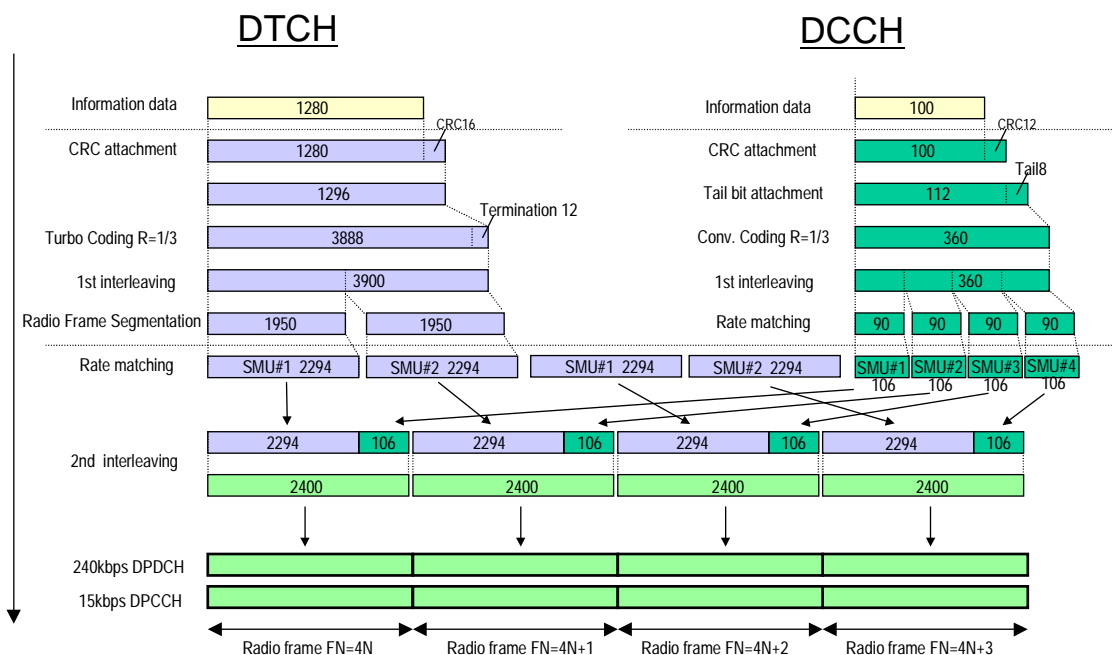 DTCH DCCH
Information data 1280 Information data 100
CRC16 CRC12
CRC attachment 1280 CRC attachment 100
Tail8
1296 Tail bit attachment 112
Termination 12
Turbo Coding R=1/3 3888 Conv. Coding R=1/3 360
1st interleaving 3900 1st interleaving 360
Radio Frame Segmentation 1950 1950 Rate matching 90 90 90 90
Rate matching SMU#1 2294 SMU#2 2294 SMU#1 2294 SMU#2 2294 SMU#1 SMU#2 SMU#3 SMU#4
106 106 106 106
2294 106 2294 106 2294 106 2294 106
2nd interleaving
2400 2400 2400 2400
240kbps DPDCH
15kbps DPCCH
Radio frame FN=4N Radio frame FN=4N+1 Radio frame FN=4N+2 Radio frame FN=4N+3